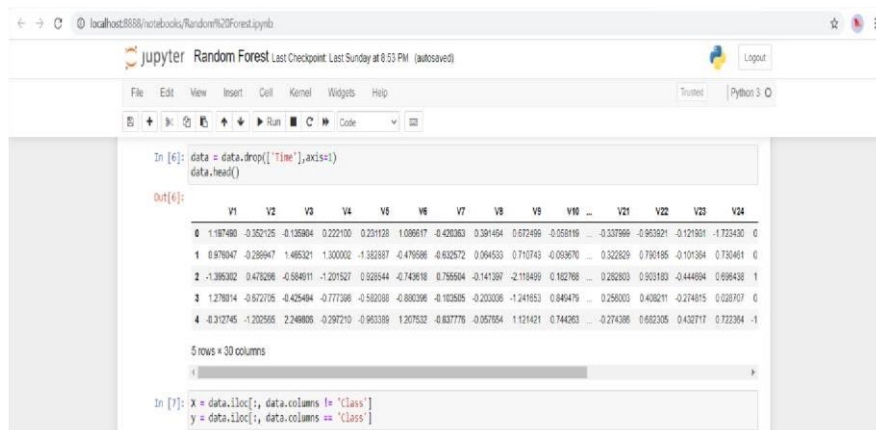 localhost:8888/notebooks/Random%20Forest.ipynb
jupyter Random Forest Last Checkpoint: Last Sunday at 8:53 PM (autosaved) Logout
File Edit View Insert Cell Kernel Widgets Help Trusted Python 3
Run Code
In [6]: data = data.drop(['Time'],axis=1)
data.head()
Out[6]:
V1 V2 V3 V4 V5 V6 V7 V8 V9 V10 ... V21 V22 V23 V24
0 1.197490 -0.352125 -0.135904 0.222100 0.231128 1.086617 -0.420363 0.391464 0.672499 -0.058119 ... -0.337999 -0.963921 -0.121931 -1.723430 0
1 0.976047 -0.289947 1.465321 1.300002 -1.382887 -0.479586 -0.632572 0.064533 0.710743 -0.093670 ... 0.322829 0.790185 -0.101364 0.730461 0
2 -1.395302 0.478266 -0.584911 -1.201527 0.928544 -0.743618 0.755504 -0.141397 -2.118499 0.182768 ... 0.282803 0.903183 -0.444694 0.696438 1
3 1.276014 -0.672705 -0.425494 -0.777398 -0.582088 -0.880396 -0.103505 -0.203006 -1.241653 0.849479 ... 0.256003 0.408211 -0.274815 0.028707 0
4 -0.312745 -1.202565 2.249806 -0.297210 -0.963389 1.207532 -0.837776 -0.057654 1.121421 0.744263 ... -0.274386 0.682305 0.432717 0.722364 -1
5 rows × 30 columns
In [7]: X = data.iloc[:, data.columns != 'Class']
y = data.iloc[:, data.columns == 'Class']